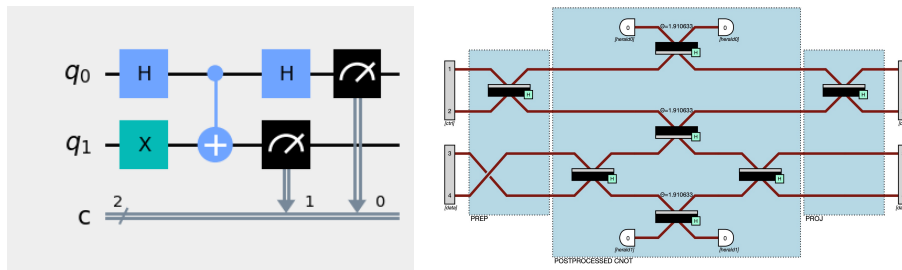 q0 H H
q1 X
c 2 1 0
0 Θ=1.910633 0
[herald0] H [herald0]
1
H H
2 Θ=1.910633
[ctrl] H
3
H H
4 Θ=1.910633
[data] H
PREP PROJ
0 0
[herald1] [herald1]
POSTPROCESSED CNOT